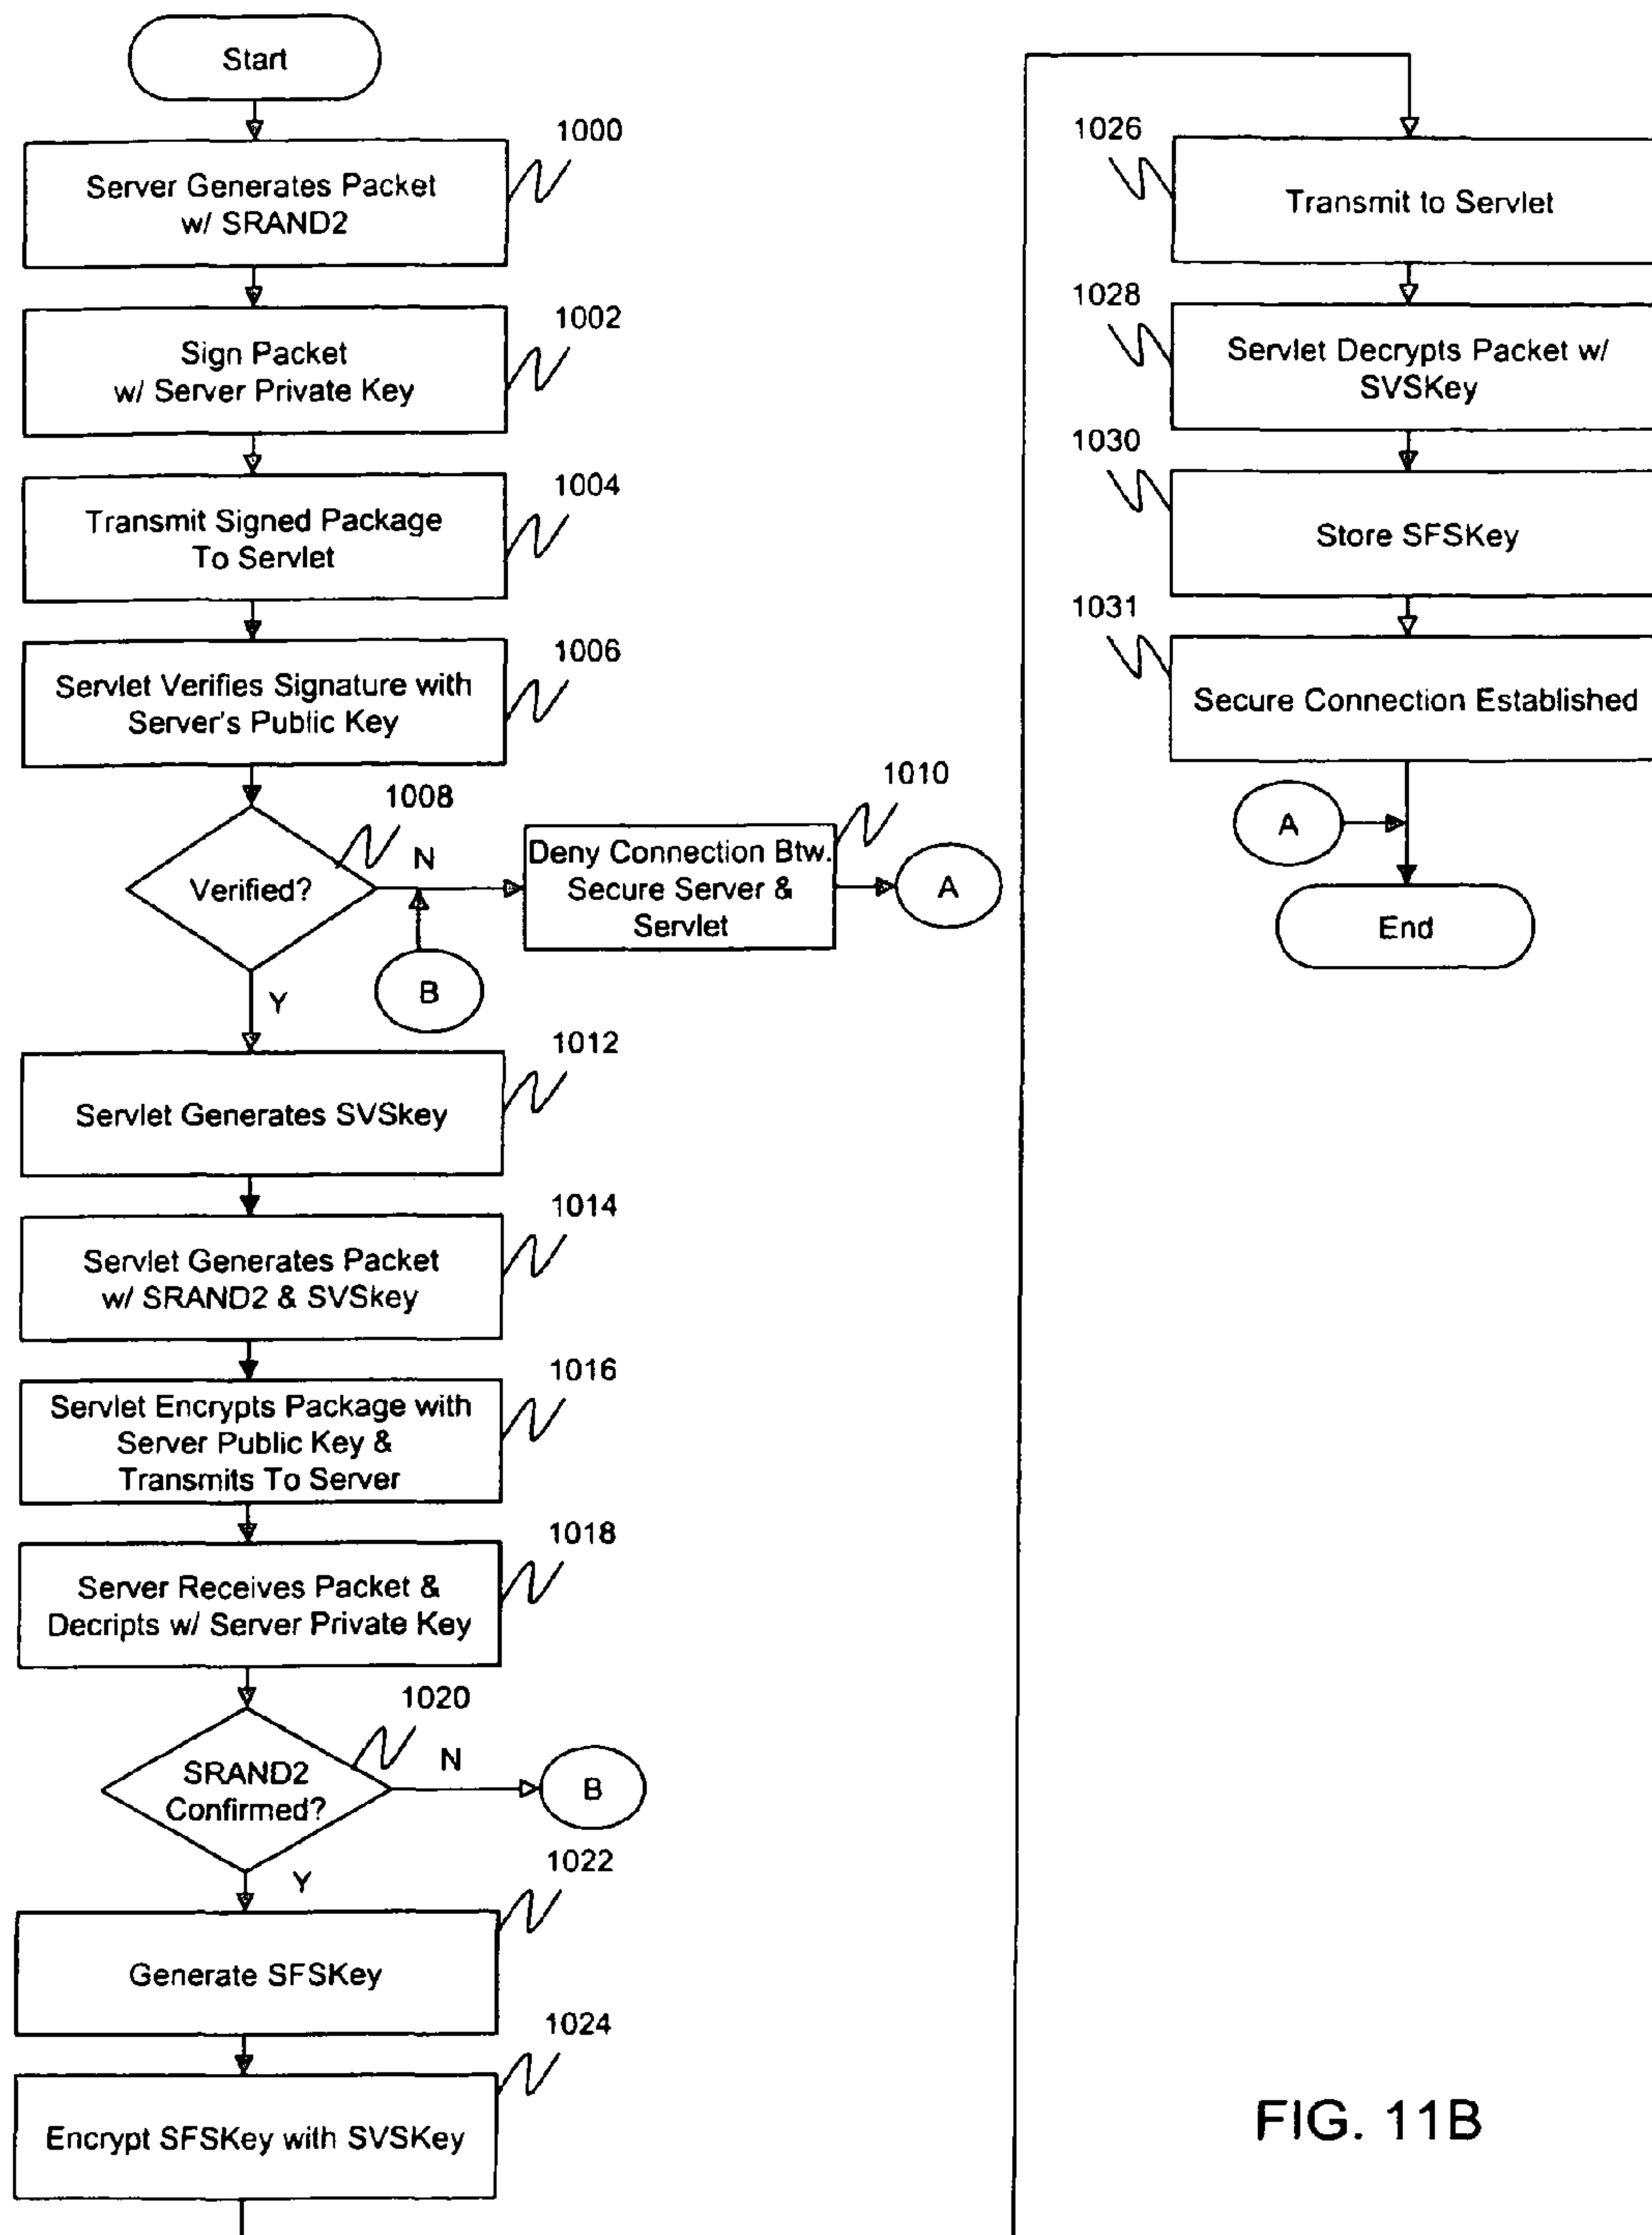 Start
1000
Server Generates Packet
w/ SRAND2
1002
Sign Packet
w/ Server Private Key
1004
Transmit Signed Package
To Servlet
1006
Servlet Verifies Signature with
Server's Public Key
1008
Verified?
N
1010
Deny Connection Btw.
Secure Server &
Servlet
A
B
Y
1012
Servlet Generates SVSkey
1014
Servlet Generates Packet
w/ SRAND2 & SVSkey
1016
Servlet Encrypts Package with
Server Public Key &
Transmits To Server
1018
Server Receives Packet &
Decripts w/ Server Private Key
1020
SRAND2
Confirmed?
N
B
Y
1022
Generate SFSKey
1024
Encrypt SFSKey with SVSKey
1026
Transmit to Servlet
1028
Servlet Decrypts Packet w/
SVSKey
1030
Store SFSKey
1031
Secure Connection Established
A
End
FIG. 11B